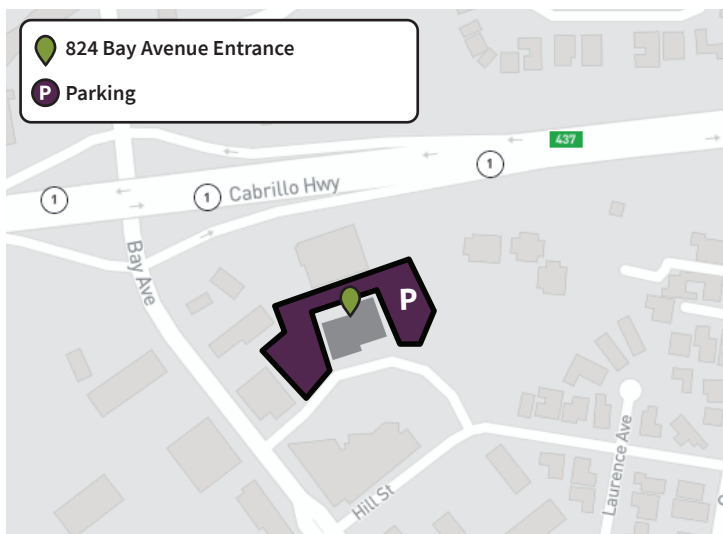 824 Bay Avenue Entrance
P Parking
437
1
1
1
Cabrillo Hwy
Bay Ave
P
Laurence Ave
Hill St